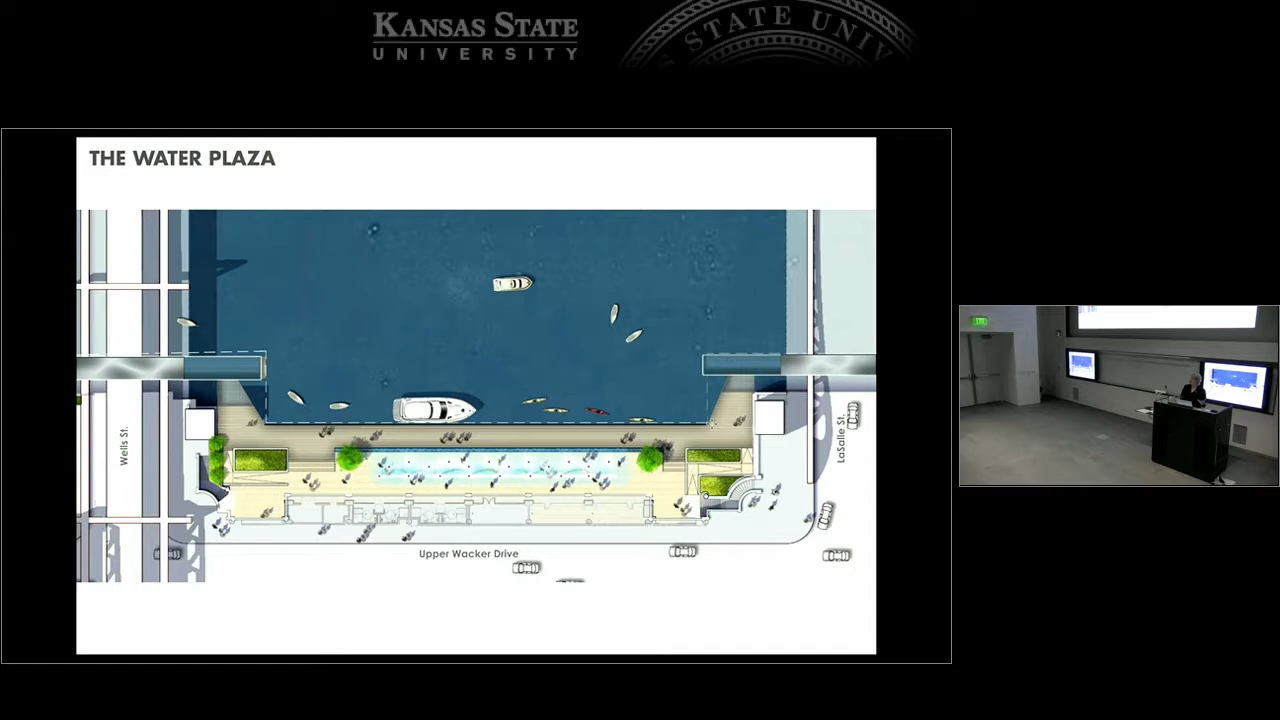 KANSAS STATE
UNIVERSITY
STATE UNIV
THE WATER PLAZA
Wells St.
LaSalle St.
Upper Wacker Drive